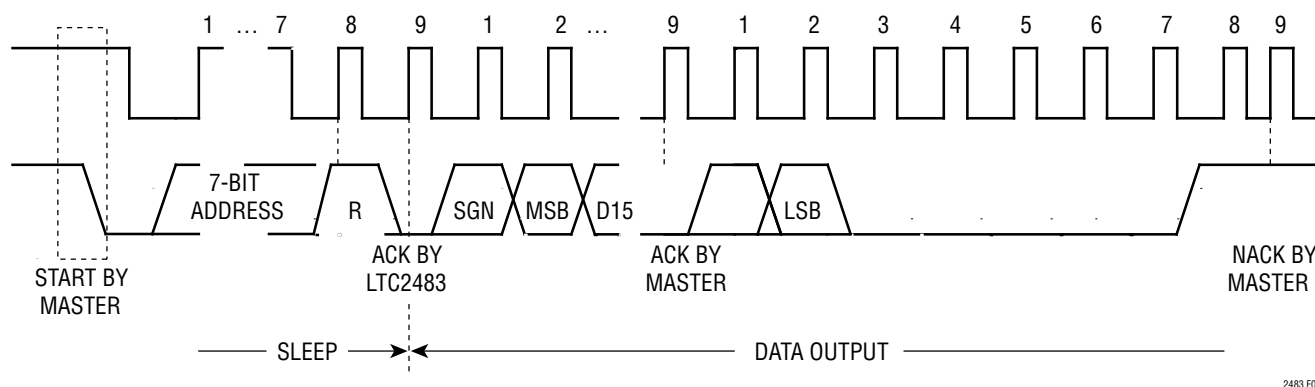 1 ... 7 8 9 1 2 ... 9 1 2 3 4 5 6 7 8 9
7-BIT
ADDRESS
R
SGN
MSB
D15
LSB
START BY
MASTER
ACK BY
LTC2483
ACK BY
MASTER
NACK BY
MASTER
SLEEP
DATA OUTPUT